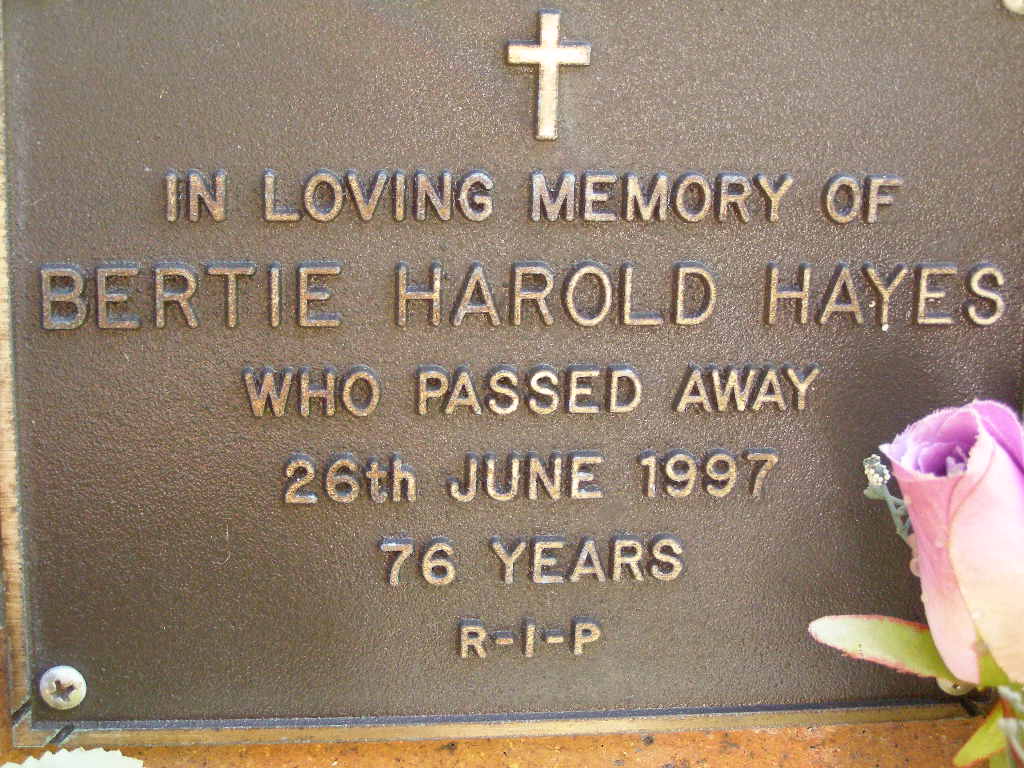 IN LOVING MEMORY OF
BERTIE HAROLD HAYES
WHO PASSED AWAY
26th JUNE 1997
76 YEARS
R-I-P